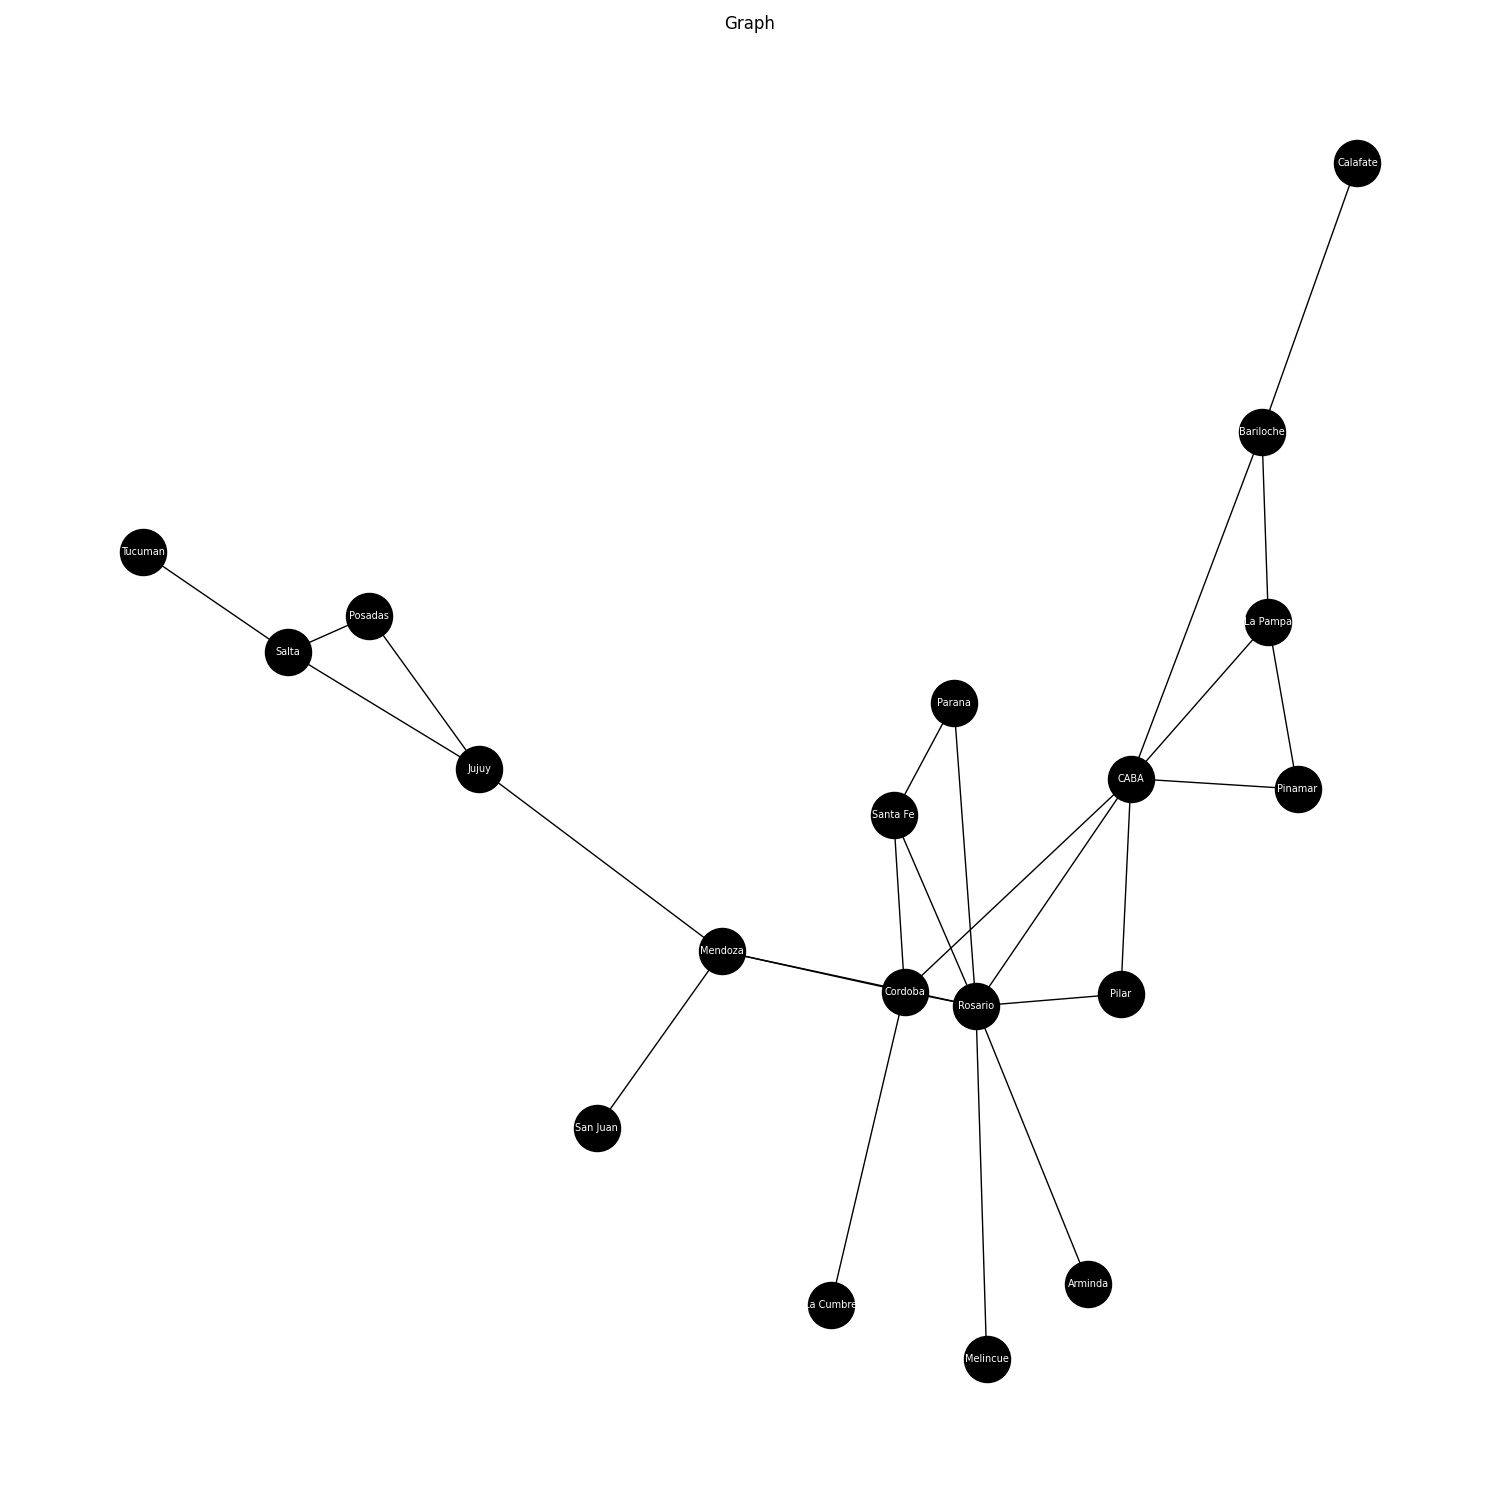 Graph
Calafate
Bariloche
Tucuman
Posadas
La Pampa
Salta
Parana
Jujuy
CABA
Pinamar
Santa Fe
Mendoza
Cordoba
Pilar
Rosario
San Juan
Arminda
a Cumbre
Melincue